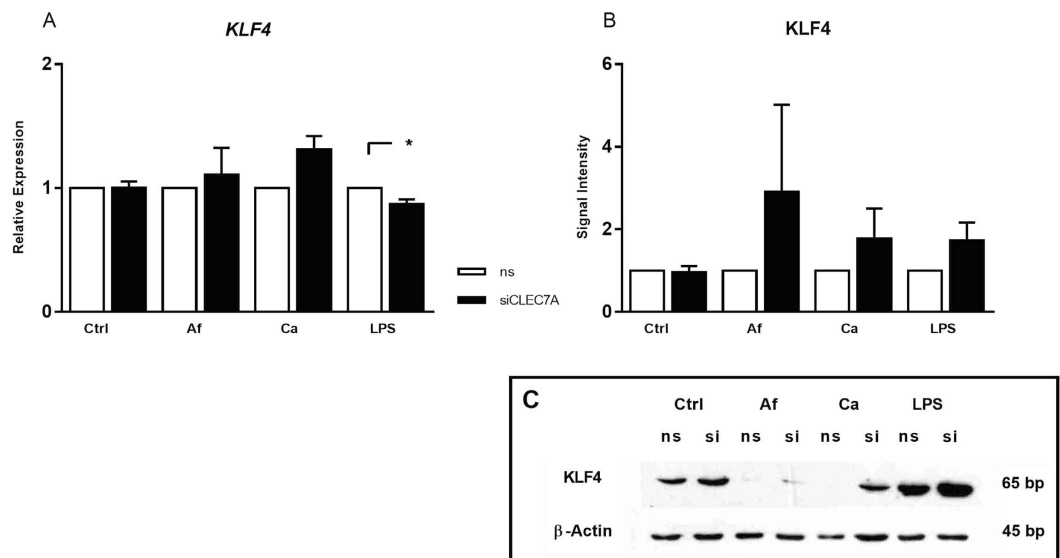 A
KLF4
2
1
0
Relative Expression
Ctrl Af Ca LPS
*
ns
siCLEC7A
B
KLF4
6
4
2
0
Signal Intensity
Ctrl Af Ca LPS
C
Ctrl Af Ca LPS
ns si ns si ns si ns si
KLF4 65 bp
β-Actin 45 bp